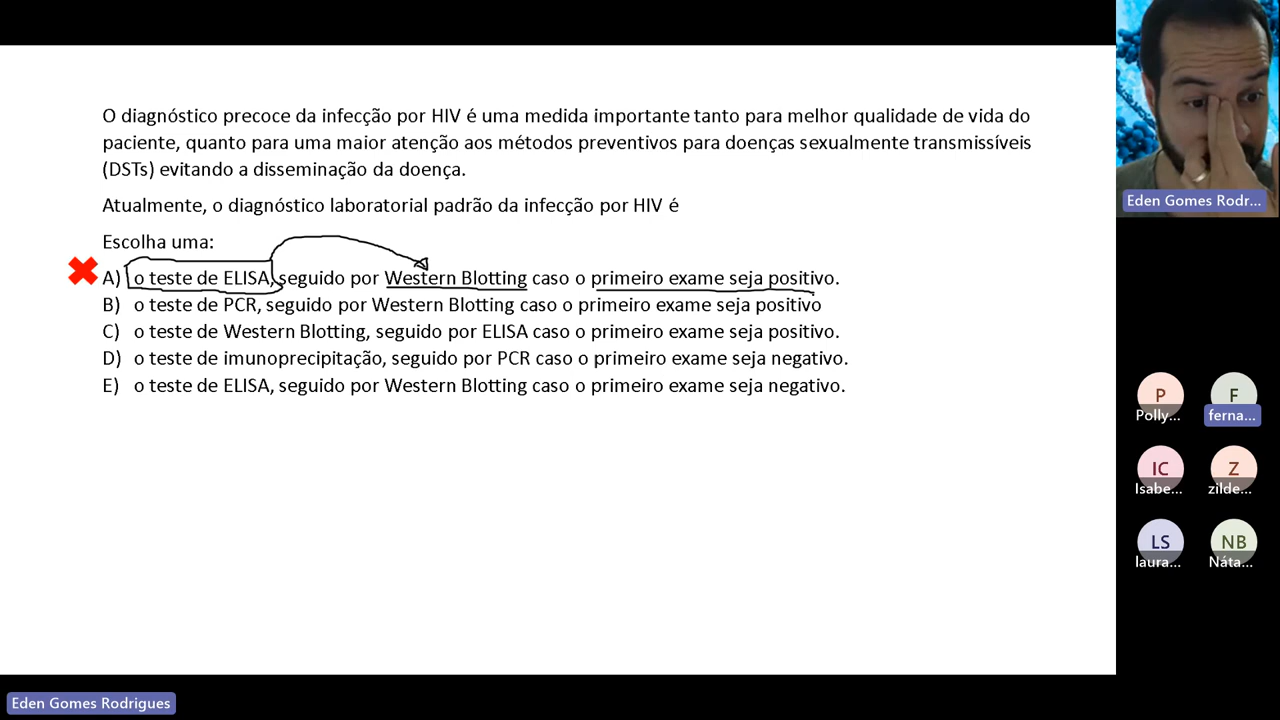 O diagnóstico precoce da infecção por HIV é uma medida importante tanto para melhor qualidade de vida do
paciente, quanto para uma maior atenção aos métodos preventivos para doenças sexualmente transmissíveis
(DSTs) evitando a disseminação da doença.
Atualmente, o diagnóstico laboratorial padrão da infecção por HIV é
Escolha uma:
A) o teste de ELISA, seguido por Western Blotting caso o primeiro exame seja positivo.
B) o teste de PCR, seguido por Western Blotting caso o primeiro exame seja positivo
C) o teste de Western Blotting, seguido por ELISA caso o primeiro exame seja positivo.
D) o teste de imunoprecipitação, seguido por PCR caso o primeiro exame seja negativo.
E) o teste de ELISA, seguido por Western Blotting caso o primeiro exame seja negativo.
Eden Gomes Rodr...
P
Polly...
F
ferna...
IC
Isabe...
Z
zilde...
LS
laura...
NB
Náta...
Eden Gomes Rodrigues